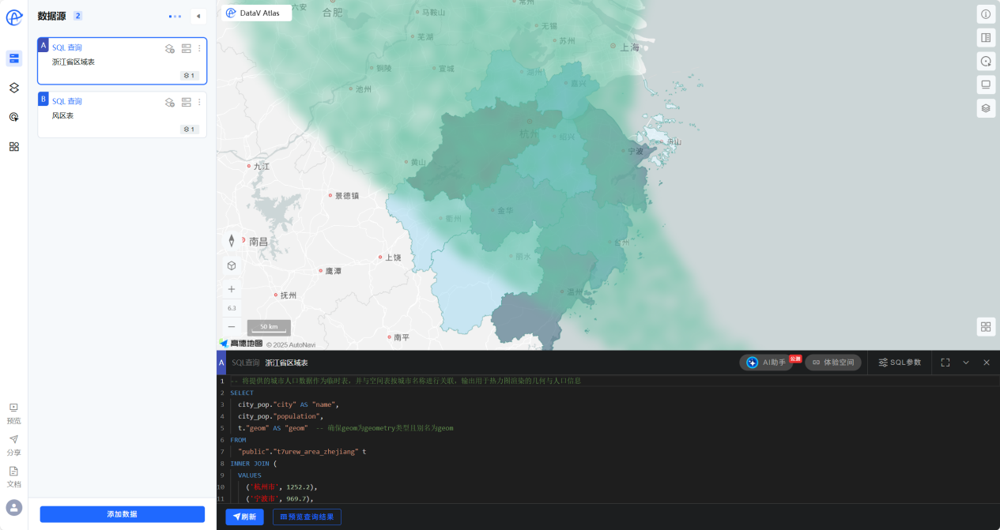 数据源 2
A SQL 查询
浙江省区域表
1
B SQL 查询
风区表
1
添加数据
预览
分享
文档
DataV Atlas
六安
合肥
马鞍山
常州
无锡
芜湖
苏州
上海
铜陵
宣城
湖州
嘉兴
池州
杭州
绍兴
舟山
宁波
黄山
九江
景德镇
金华
衢州
南昌
台州
上饶
丽水
鹰潭
温州
抚州
南平
6.3
50 km
高德地图 © 2025 AutoNavi
A SQL查询 浙江省区域表
AI助手 公测
体验空间
SQL参数
1 -- 将提供的城市人口数据作为临时表，并与空间表按城市名称进行关联，输出用于热力图渲染的几何与人口信息
2 SELECT
3 city_pop."city" AS "name",
4 city_pop."population",
5 t."geom" AS "geom" -- 确保geom为geometry类型且别名为geom
6 FROM
7 "public"."t7urew_area_zhejiang" t
8 INNER JOIN (
9 VALUES
10 ('杭州市', 1252.2),
11 ('宁波市', 969.7),
刷新
预览查询结果